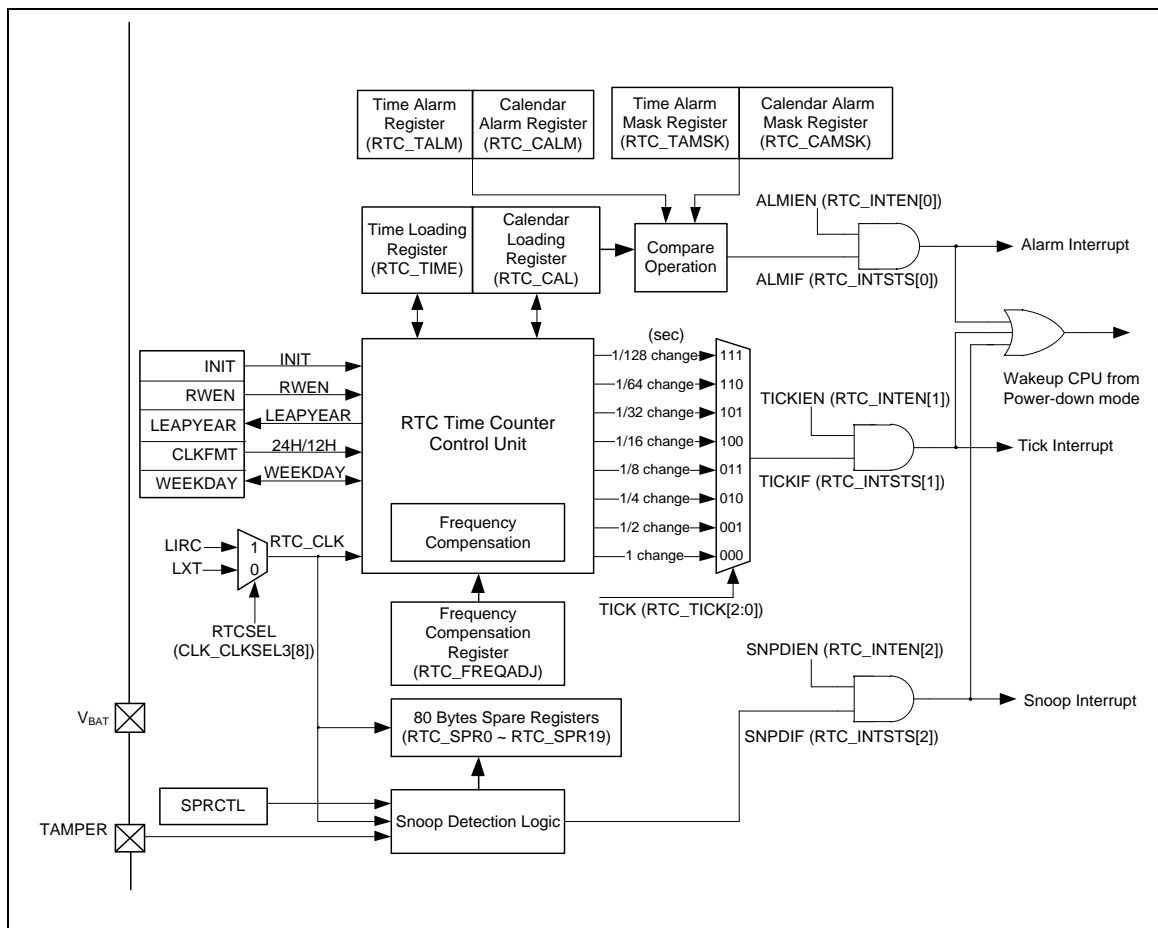 Time Alarm
Register
(RTC_TALM)
Calendar
Alarm Register
(RTC_CALM)
Time Alarm
Mask Register
(RTC_TAMSK)
Calendar Alarm
Mask Register
(RTC_CAMSK)
ALMIEN (RTC_INTEN[0])
Time Loading
Register
(RTC_TIME)
Calendar
Loading
Register
(RTC_CAL)
Compare
Operation
Alarm Interrupt
ALMIF (RTC_INTSTS[0])
(sec)
INIT
RWEN
LEAPYEAR
CLKFMT
WEEKDAY
INIT
RWEN
LEAPYEAR
24H/12H
WEEKDAY
RTC Time Counter
Control Unit
Frequency
Compensation
1/128 change
1/64 change
1/32 change
1/16 change
1/8 change
1/4 change
1/2 change
1 change
111
110
101
100
011
010
001
000
Wakeup CPU from
Power-down mode
TICKIEN (RTC_INTEN[1])
Tick Interrupt
TICKIF (RTC_INTSTS[1])
LIRC
LXT
1
0
RTC_CLK
RTCSEL
(CLK_CLKSEL3[8])
TICK (RTC_TICK[2:0])
Frequency
Compensation
Register
(RTC_FREQADJ)
SNPDIEN (RTC_INTEN[2])
Snoop Interrupt
SNPDIF (RTC_INTSTS[2])
VBAT
80 Bytes Spare Registers
(RTC_SPR0 ~ RTC_SPR19)
SPRCTL
TAMPER
Snoop Detection Logic